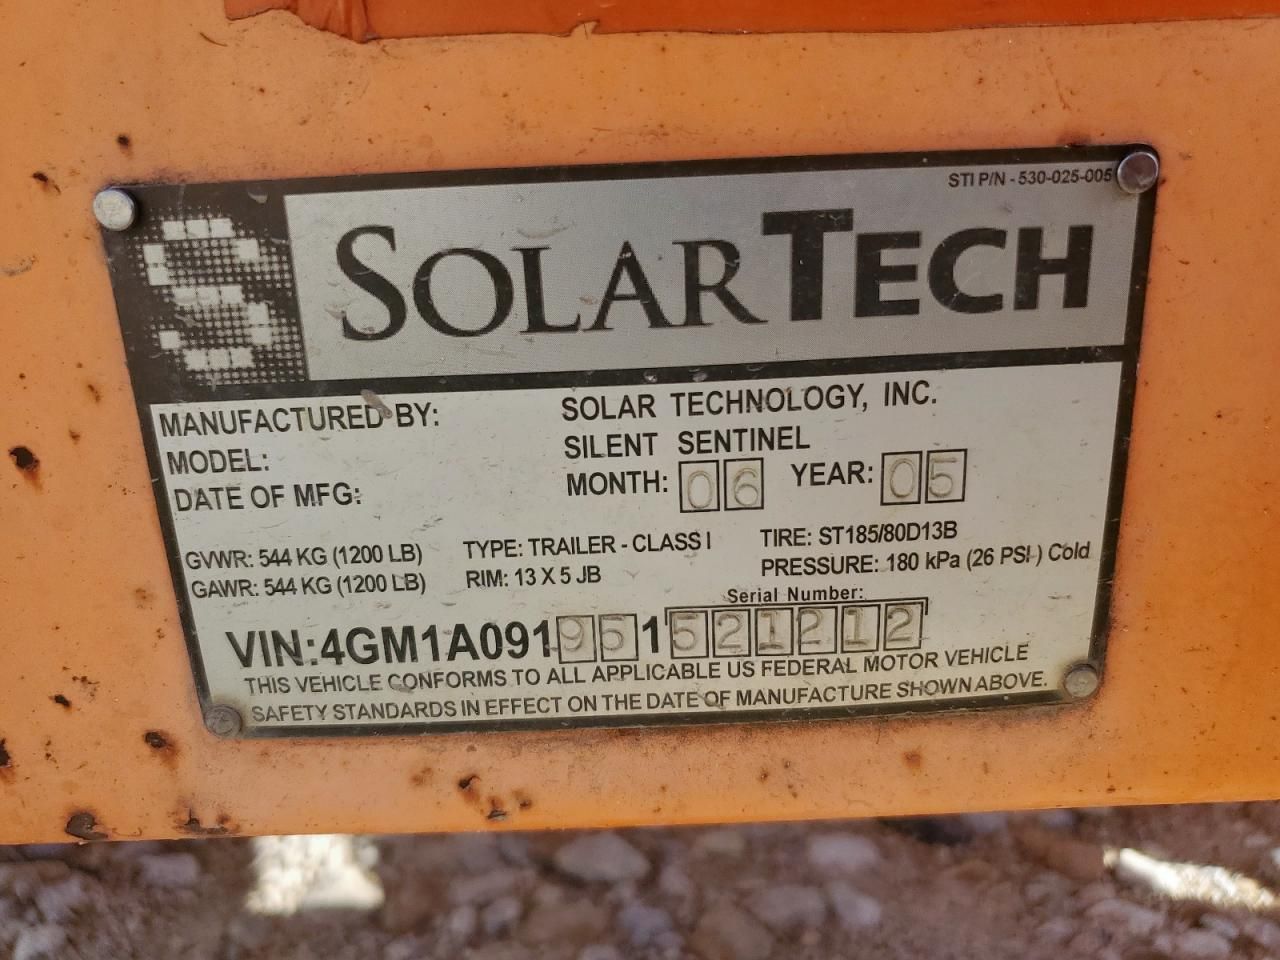 STI P/N - 530-025-005
SOLARTECH
MANUFACTURED BY: SOLAR TECHNOLOGY, INC.
MODEL: SILENT SENTINEL
DATE OF MFG: MONTH: 06 YEAR: 05
GVWR: 544 KG (1200 LB) TYPE: TRAILER - CLASS I TIRE: ST185/80D13B
GAWR: 544 KG (1200 LB) RIM: 13 X 5 JB PRESSURE: 180 kPa (26 PSI) Cold
Serial Number:
VIN:4GM1A091951521212
THIS VEHICLE CONFORMS TO ALL APPLICABLE US FEDERAL MOTOR VEHICLE
SAFETY STANDARDS IN EFFECT ON THE DATE OF MANUFACTURE SHOWN ABOVE.